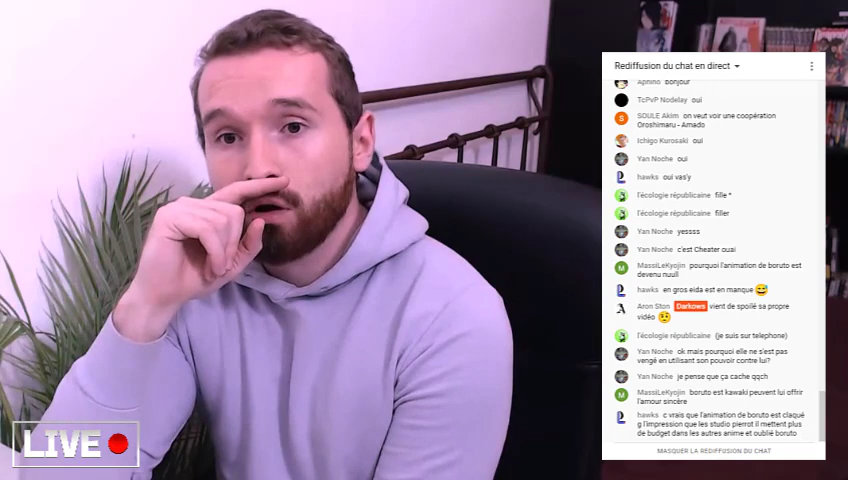 Rediffusion du chat en direct
Aphino bonjour
TcPvP Nodelay oui
SOULE Akim on veut voir une coopération
Oroshimaru - Amado
Ichigo Kurosaki oui
Yan Noche oui
hawks oui vas'y
l'écologie républicaine fille *
l'écologie républicaine filler
Yan Noche yessss
Yan Noche c'est Cheater ouai
MassiLeKyojin pourquoi l'animation de boruto est
devenu nuull
hawks en gros eida est en manque 😅
Aron Ston Darkows vient de spoilé sa propre
vidéo 🤨
l'écologie républicaine (je suis sur telephone)
Yan Noche ok mais pourquoi elle ne s'est pas
vengé en utilisant son pouvoir contre lui?
Yan Noche je pense que ça cache qqch
MassiLeKyojin boruto est kawaki peuvent lui offrir
l'amour sincère
hawks c vrais que l'animation de boruto est claqué
g l'impression que les studio pierrot il mettent plus
de budget dans les autres anime et oublié boruto
MASQUER LA REDIFFUSION DU CHAT
LIVE